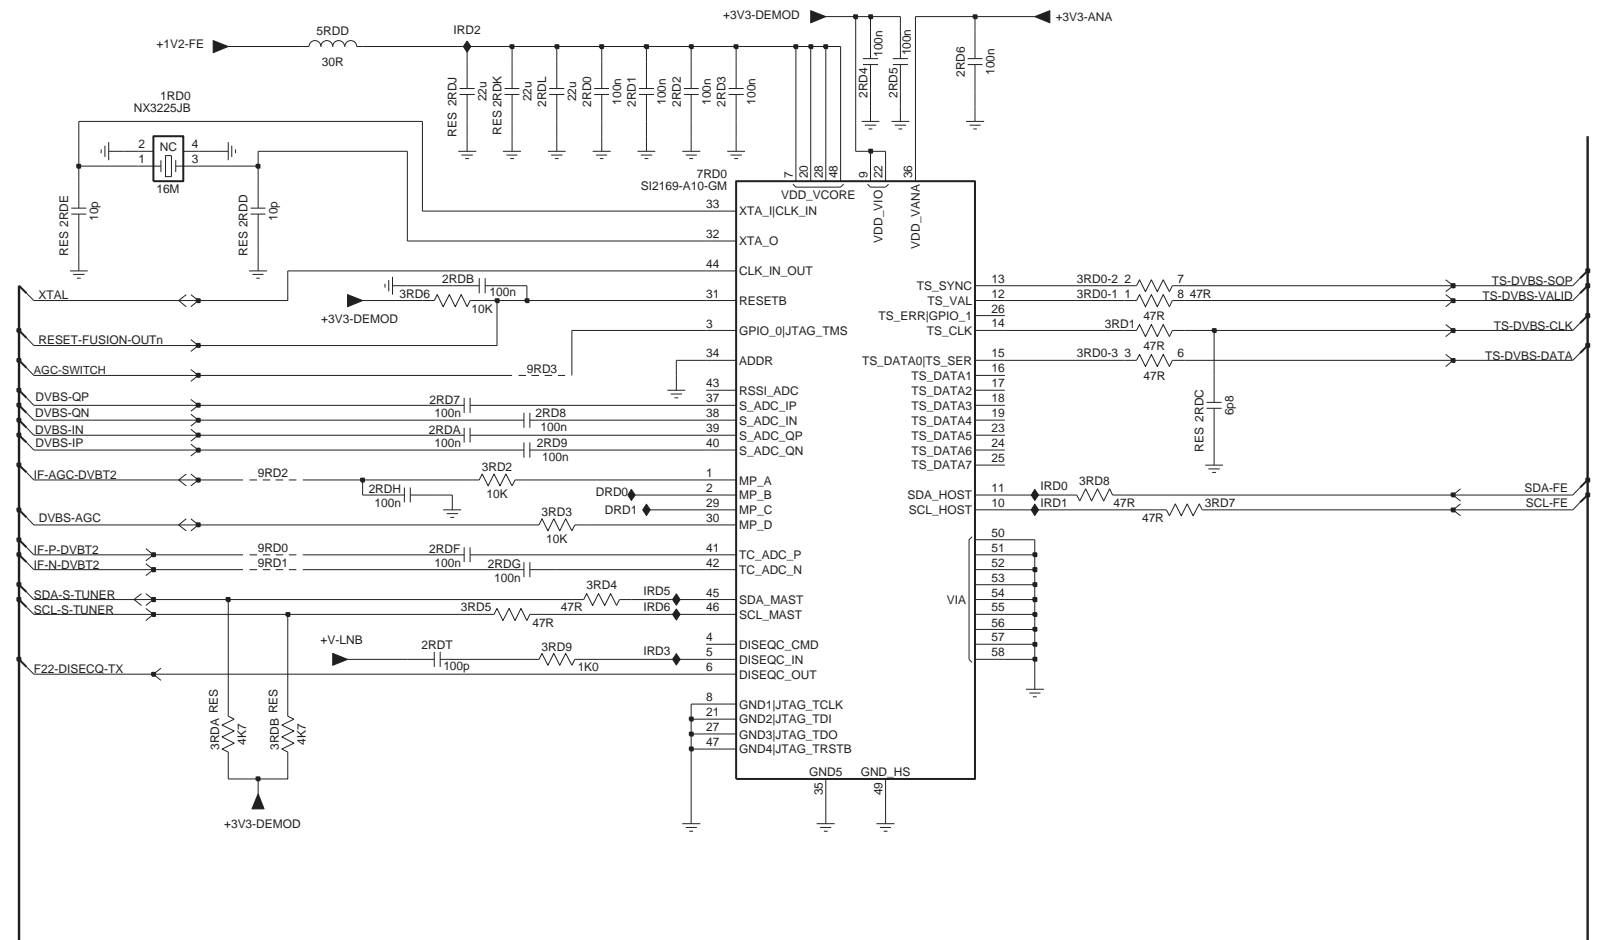 +3V3-DEMOD
+3V3-ANA
+1V2-FE
5RDD
30R
IRD2
RES 2RDJ
22u
RES 2RDK
22u
2RDL
22u
2RD0
100n
2RD1
100n
2RD2
100n
2RD3
100n
2RD4
100n
2RD5
100n
2RD6
100n
1RD0
NX3225JB
2
NC
4
1
3
16M
RES 2RDE
10p
RES 2RDD
10p
7RD0
SI2169-A10-GM
7
20
28
48
9
22
36
VDD_VCORE
VDD_VIO
VDD_VANA
33
XTA_I|CLK_IN
32
XTA_O
44
CLK_IN_OUT
XTAL
2RDB
100n
3RD6
10K
+3V3-DEMOD
31
RESETB
RESET-FUSION-OUTn
3
GPIO_0|JTAG_TMS
AGC-SWITCH
9RD3
34
ADDR
43
RSSI_ADC
DVBS-QP
2RD7
100n
37
S_ADC_IP
DVBS-QN
2RD8
100n
38
S_ADC_IN
DVBS-IN
2RDA
100n
39
S_ADC_QP
DVBS-IP
2RD9
100n
40
S_ADC_QN
IF-AGC-DVBT2
9RD2
3RD2
10K
1
MP_A
2RDH
100n
DRD0
2
MP_B
DRD1
29
MP_C
DVBS-AGC
3RD3
10K
30
MP_D
IF-P-DVBT2
9RD0
2RDF
100n
41
TC_ADC_P
IF-N-DVBT2
9RD1
2RDG
100n
42
TC_ADC_N
SDA-S-TUNER
3RD4
47R
IRD5
45
SDA_MAST
SCL-S-TUNER
3RD5
47R
IRD6
46
SCL_MAST
+V-LNB
2RDT
100p
3RD9
1K0
IRD3
4
DISEQC_CMD
5
DISEQC_IN
F22-DISECQ-TX
6
DISEQC_OUT
3RDA RES
4K7
3RDB RES
4K7
+3V3-DEMOD
8
GND1|JTAG_TCLK
21
GND2|JTAG_TDI
27
GND3|JTAG_TDO
47
GND4|JTAG_TRSTB
GND5
GND_HS
35
49
TS_SYNC
13
3RD0-2 2
7
TS-DVBS-SOP
TS_VAL
12
3RD0-1 1
8 47R
47R
TS-DVBS-VALID
TS_ERR|GPIO_1
26
TS_CLK
14
3RD1
47R
TS-DVBS-CLK
TS_DATA0|TS_SER
15
3RD0-3 3
6
47R
TS-DVBS-DATA
TS_DATA1
16
TS_DATA2
17
TS_DATA3
18
TS_DATA4
19
TS_DATA5
23
TS_DATA6
24
TS_DATA7
25
RES 2RDC
6p8
SDA_HOST
11
IRD0
3RD8
47R
SDA-FE
SCL_HOST
10
IRD1
47R
3RD7
SCL-FE
VIA
50
51
52
53
54
55
56
57
58